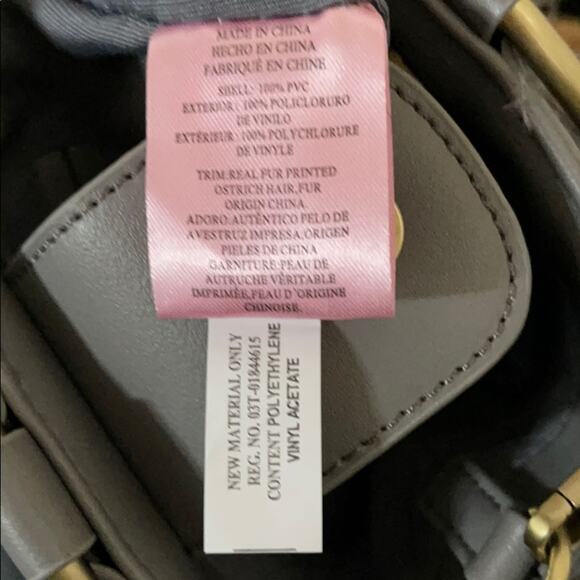 MADE IN CHINA
HECHO EN CHINA
FABRIQUÉ EN CHINE
SHELL: 100% PVC
EXTERIOR: 100% POLICLORURO
DE VINILO
EXTÉRIEUR: 100% POLYCHLORURE
DE VINYLE
TRIM:REAL FUR PRINTED
OSTRICH HAIR,FUR
ORIGIN CHINA
ADORO:AUTÉNTICO PELO DE
AVESTRUZ IMPRESA,ORIGEN
PIELES DE CHINA
GARNITURE:PEAU DE
AUTRUCHE VÉRITABLE
IMPRIMÉE,PEAU D'ORIGINE
CHINOISE.
NEW MATERIAL ONLY
REG. NO. 03T-01844615
CONTENT POLYETHYLENE
VINYL ACETATE